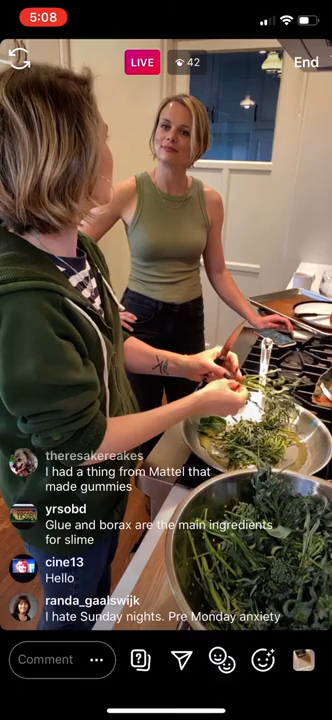 5:08
LIVE
42
End
theresakereakes
I had a thing from Mattel that
made gummies
yrsobd
Glue and borax are the main ingredients
for slime
cine13
Hello
randa_gaalswijk
I hate Sunday nights. Pre Monday anxiety
Comment